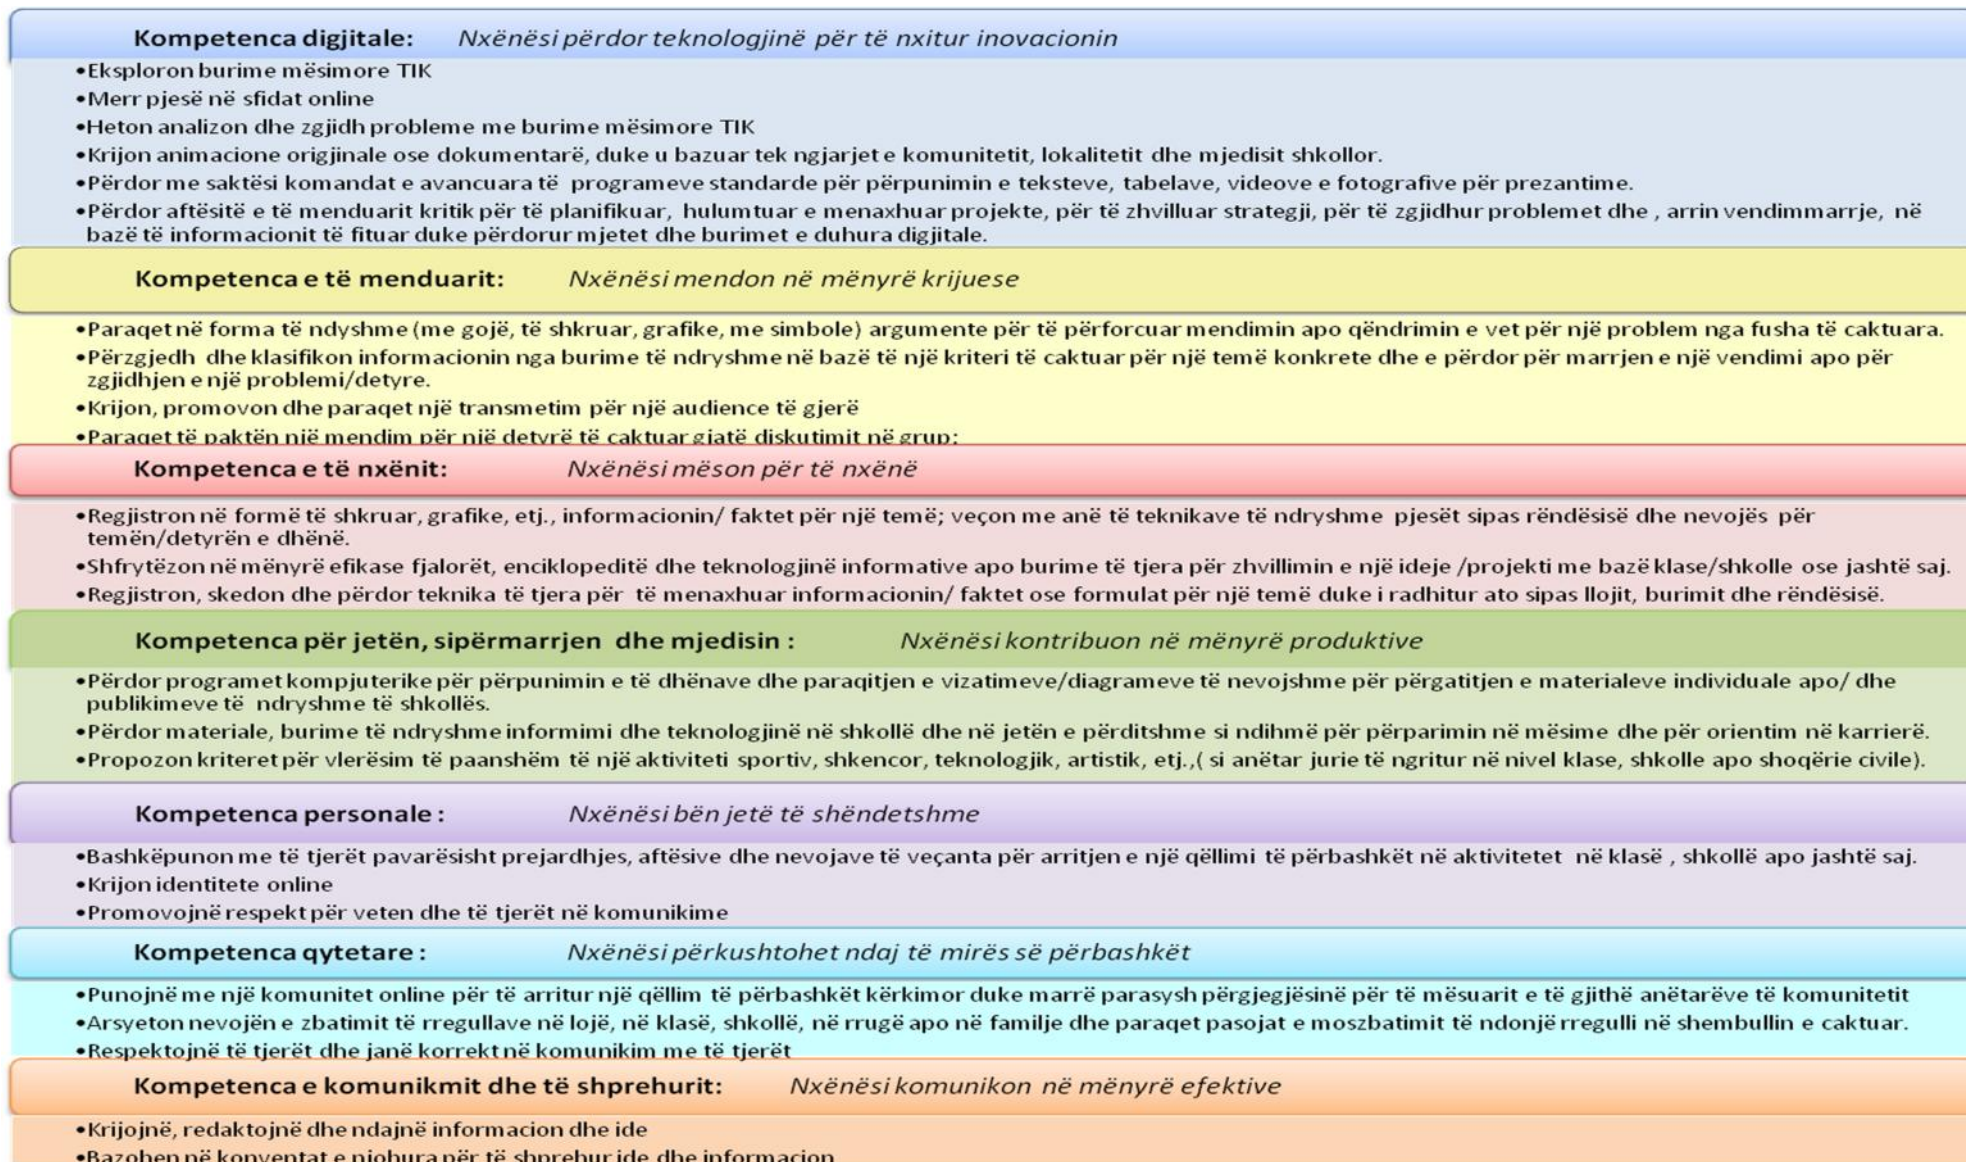 Kompetenca digjitale: Nxënësi përdor teknologjinë për të nxitur inovacionin
•Eksploron burime mësimore TIK
•Merr pjesë në sfidat online
•Heton analizon dhe zgjidh probleme me burime mësimore TIK
•Krijon animacione origjinale ose dokumentarë, duke u bazuar tek ngjarjet e komunitetit, lokalitetit dhe mjedisit shkollor.
•Përdor me saktësi komandat e avancuara të programeve standarde për përpunimin e teksteve, tabelave, videove e fotografive për prezantime.
•Përdor aftësitë e të menduarit kritik për të planifikuar, hulumtuar e menaxhuar projekte, për të zhvilluar strategji, për të zgjidhur problemet dhe , arrin vendimmarrje, në
bazë të informacionit të fituar duke përdorur mjetet dhe burimet e duhura digjitale.
Kompetenca e të menduarit: Nxënësi mendon në mënyrë krijuese
•Paraqet në forma të ndyshme (me gojë, të shkruar, grafike, me simbole) argumente për të përforcuar mendimin apo qëndrimin e vet për një problem nga fusha të caktuara.
•Përzgjedh dhe klasifikon informacionin nga burime të ndryshme në bazë të një kriteri të caktuar për një temë konkrete dhe e përdor për marrjen e një vendimi apo për
zgjidhjen e një problemi/detyre.
•Krijon, promovon dhe paraqet një transmetim për një audience të gjerë
•Paraqet të paktën një mendim për një detyrë të caktuar gjatë diskutimit në grup;
Kompetenca e të nxënit: Nxënësi mëson për të nxënë
•Regjistron në formë të shkruar, grafike, etj., informacionin/ faktet për një temë; veçon me anë të teknikave të ndryshme pjesët sipas rëndësisë dhe nevojës për
temën/detyrën e dhënë.
•Shfrytëzon në mënyrë efikase fjalorët, enciklopeditë dhe teknologjinë informative apo burime të tjera për zhvillimin e një ideje /projekti me bazë klase/shkolle ose jashtë saj.
•Regjistron, skedon dhe përdor teknika të tjera për të menaxhuar informacionin/ faktet ose formulat për një temë duke i radhitur ato sipas llojit, burimit dhe rëndësisë.
Kompetenca për jetën, sipërmarrjen dhe mjedisin : Nxënësi kontribuon në mënyrë produktive
•Përdor programet kompjuterike për përpunimin e të dhënave dhe paraqitjen e vizatimeve/diagrameve të nevojshme për përgatitjen e materialeve individuale apo/ dhe
publikimeve të ndryshme të shkollës.
•Përdor materiale, burime të ndryshme informimi dhe teknologjinë në shkollë dhe në jetën e përditshme si ndihmë për përparimin në mësime dhe për orientim në karrierë.
•Propozon kriteret për vlerësim të paanshëm të një aktiviteti sportiv, shkencor, teknologjik, artistik, etj.,( si anëtar jurie të ngritur në nivel klase, shkolle apo shoqërie civile).
Kompetenca personale : Nxënësi bën jetë të shëndetshme
•Bashkëpunon me të tjerët pavarësisht prejardhjes, aftësive dhe nevojave të veçanta për arritjen e një qëllimi të përbashkët në aktivitetet në klasë , shkollë apo jashtë saj.
•Krijon identitete online
•Promovojnë respekt për veten dhe të tjerët në komunikime
Kompetenca qytetare : Nxënësi përkushtohet ndaj të mirës së përbashkët
•Punojnë me një komunitet online për të arritur një qëllim të përbashkët kërkimor duke marrë parasysh përgjegjësinë për të mësuarit e të gjithë anëtarëve të komunitetit
•Arsyeton nevojën e zbatimit të rregullave në lojë, në klasë, shkollë, në rrugë apo në familje dhe paraqet pasojat e moszbatimit të ndonjë rregulli në shembullin e caktuar.
•Respektojnë të tjerët dhe janë korrekt në komunikim me të tjerët
Kompetenca e komunikmit dhe të shprehurit: Nxënësi komunikon në mënyrë efektive
•Krijojnë, redaktojnë dhe ndajnë informacion dhe ide
•Bazohen në konventat e njohura për të shprehur ide dhe informacion